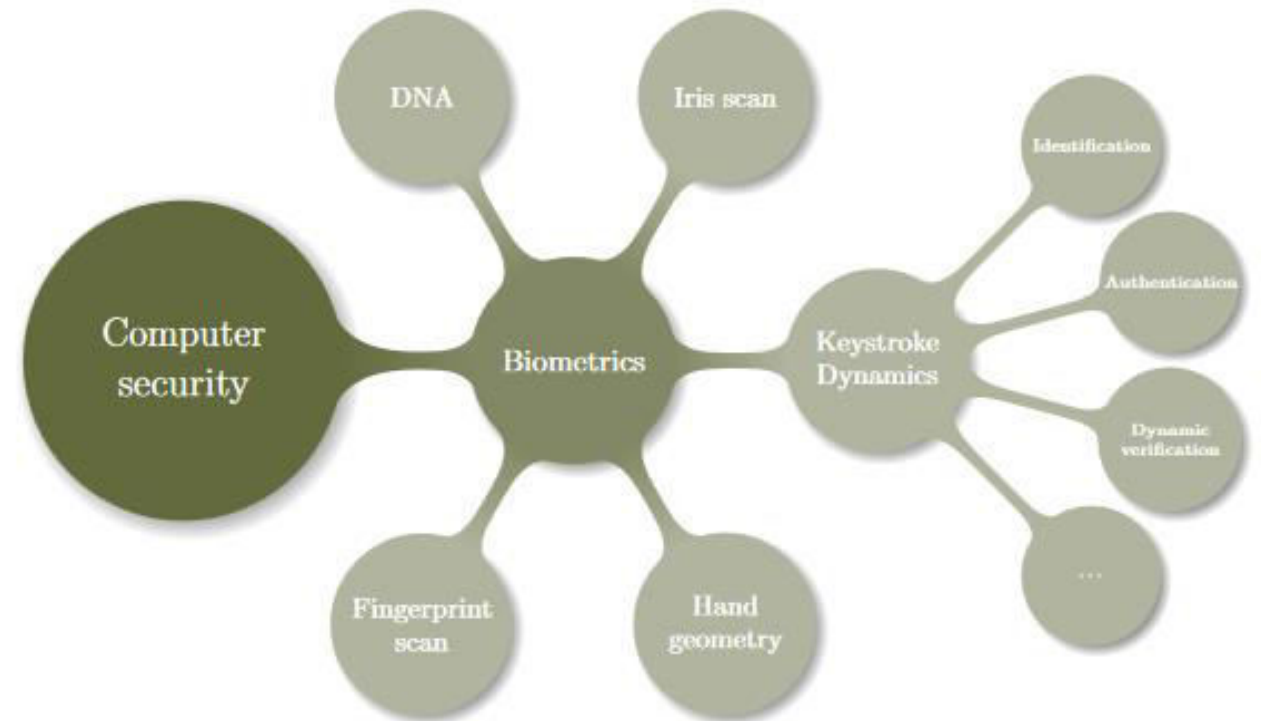 DNA
Iris scan
Identification
Authentication
Computer
security
Biometrics
Keystroke
Dynamics
Dynamic
verification
Fingerprint
scan
Hand
geometry
...